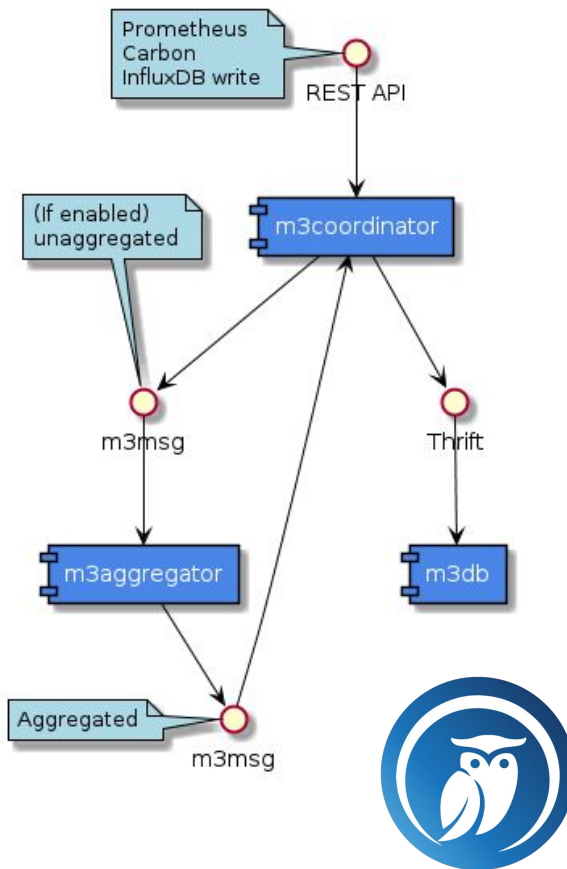 Prometheus
Carbon
InfluxDB write
REST API
m3coordinator
(If enabled)
unaggregated
m3msg
Thrift
m3aggregator
m3db
Aggregated
m3msg